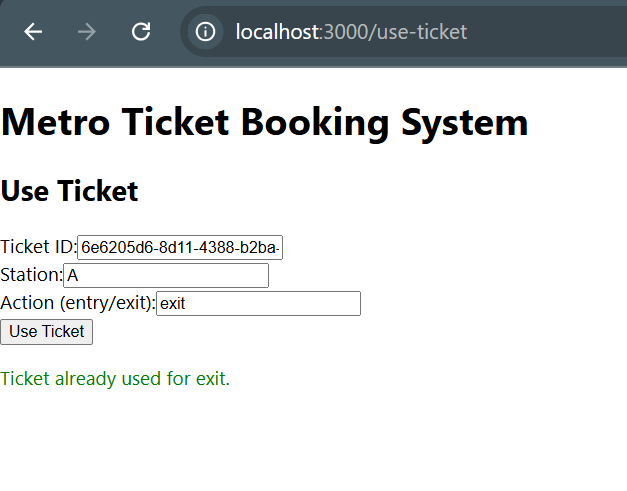 localhost:3000/use-ticket
Metro Ticket Booking System
Use Ticket
Ticket ID: 6e6205d6-8d11-4388-b2ba-
Station: A
Action (entry/exit): exit
Use Ticket
Ticket already used for exit.